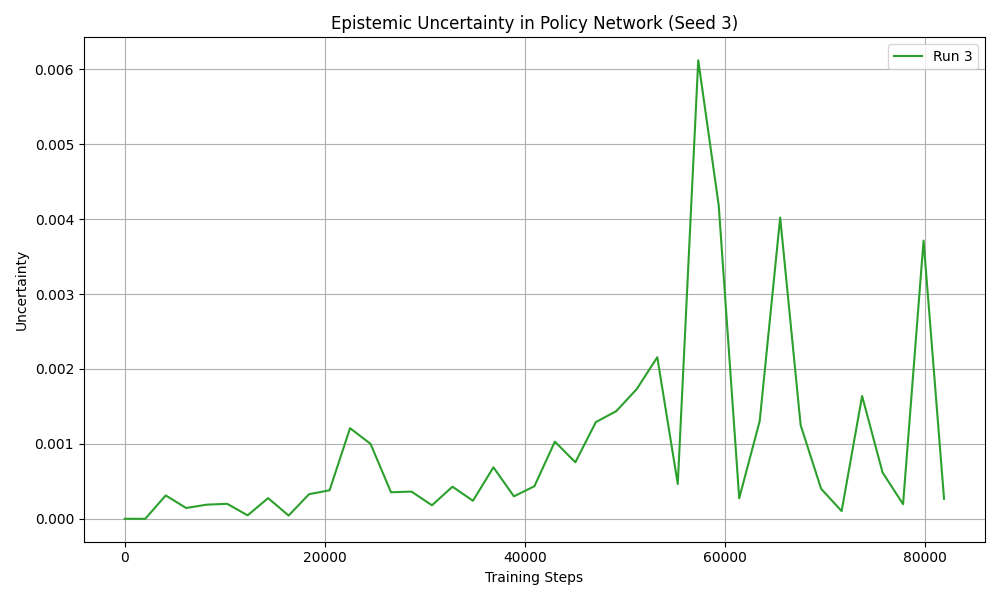 Epistemic Uncertainty in Policy Network (Seed 3)
Run 3
0.006
0.005
0.004
0.003
0.002
0.001
0.000
Uncertainty
0 20000 40000 60000 80000
Training Steps